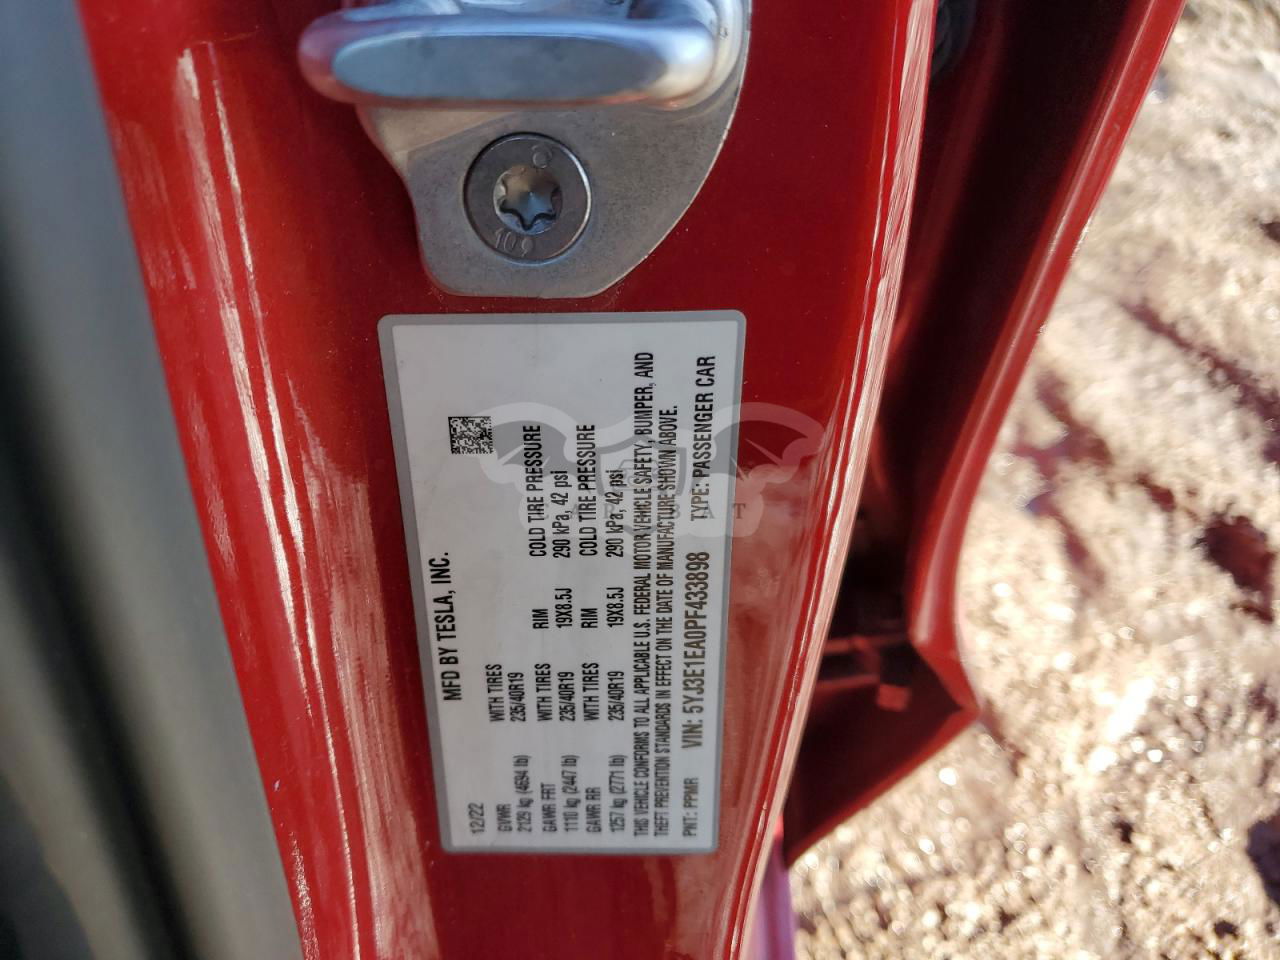 109
MFD BY TESLA, INC.
12/22
GVWR WITH TIRES RIM COLD TIRE PRESSURE
2129 kg (4694 lb) 235/40R19 19X8.5J 290 kPa, 42 psi
GAWR FRT WITH TIRES RIM COLD TIRE PRESSURE
1110 kg (2447 lb) 235/40R19 19X8.5J 290 kPa, 42 psi
GAWR RR WITH TIRES
1257 kg (2771 lb) 235/40R19
THIS VEHICLE CONFORMS TO ALL APPLICABLE U.S. FEDERAL MOTOR VEHICLE SAFETY, BUMPER, AND
THEFT PREVENTION STANDARDS IN EFFECT ON THE DATE OF MANUFACTURE SHOWN ABOVE.
PNT: PPMR VIN: 5YJ3E1EA0PF433898 TYPE: PASSENGER CAR